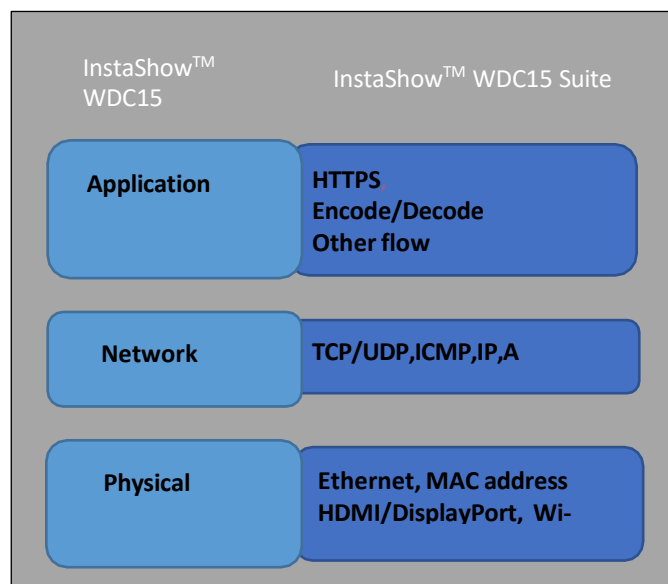 InstaShow™
WDC15
InstaShow™ WDC15 Suite
Application
HTTPS,
Encode/Decode
Other flow
Network
TCP/UDP,ICMP,IP,A
Physical
Ethernet, MAC address
HDMI/DisplayPort, Wi-